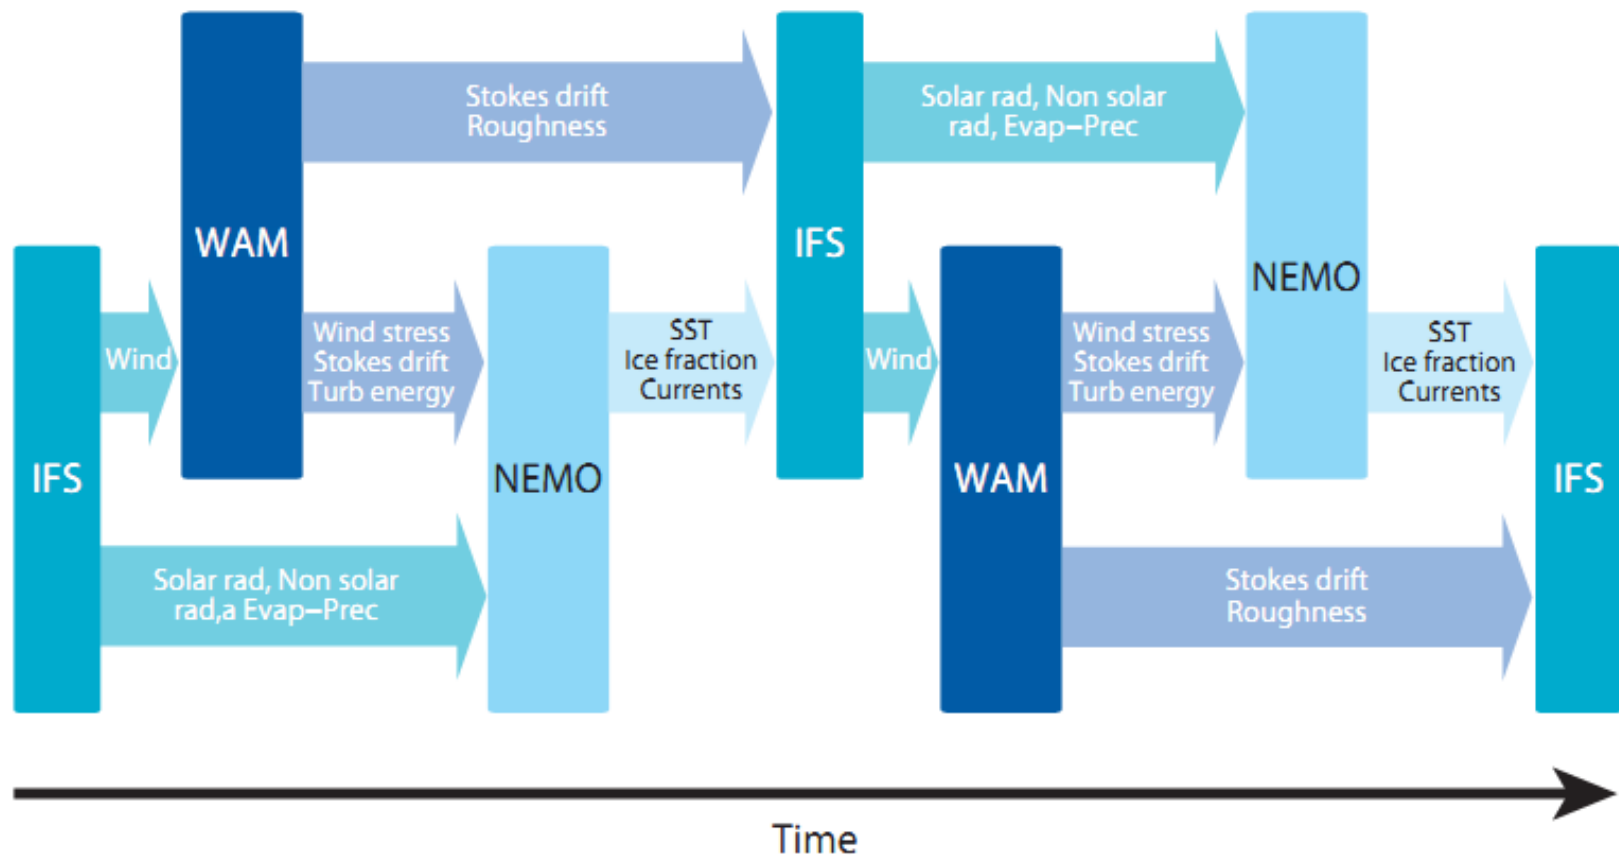 Stokes drift
Roughness
Solar rad, Non solar
rad, Evap–Prec
WAM
IFS
NEMO
Wind
Wind stress
Stokes drift
Turb energy
SST
Ice fraction
Currents
Wind
Wind stress
Stokes drift
Turb energy
SST
Ice fraction
Currents
IFS
NEMO
WAM
IFS
Solar rad, Non solar
rad,a Evap–Prec
Stokes drift
Roughness
Time